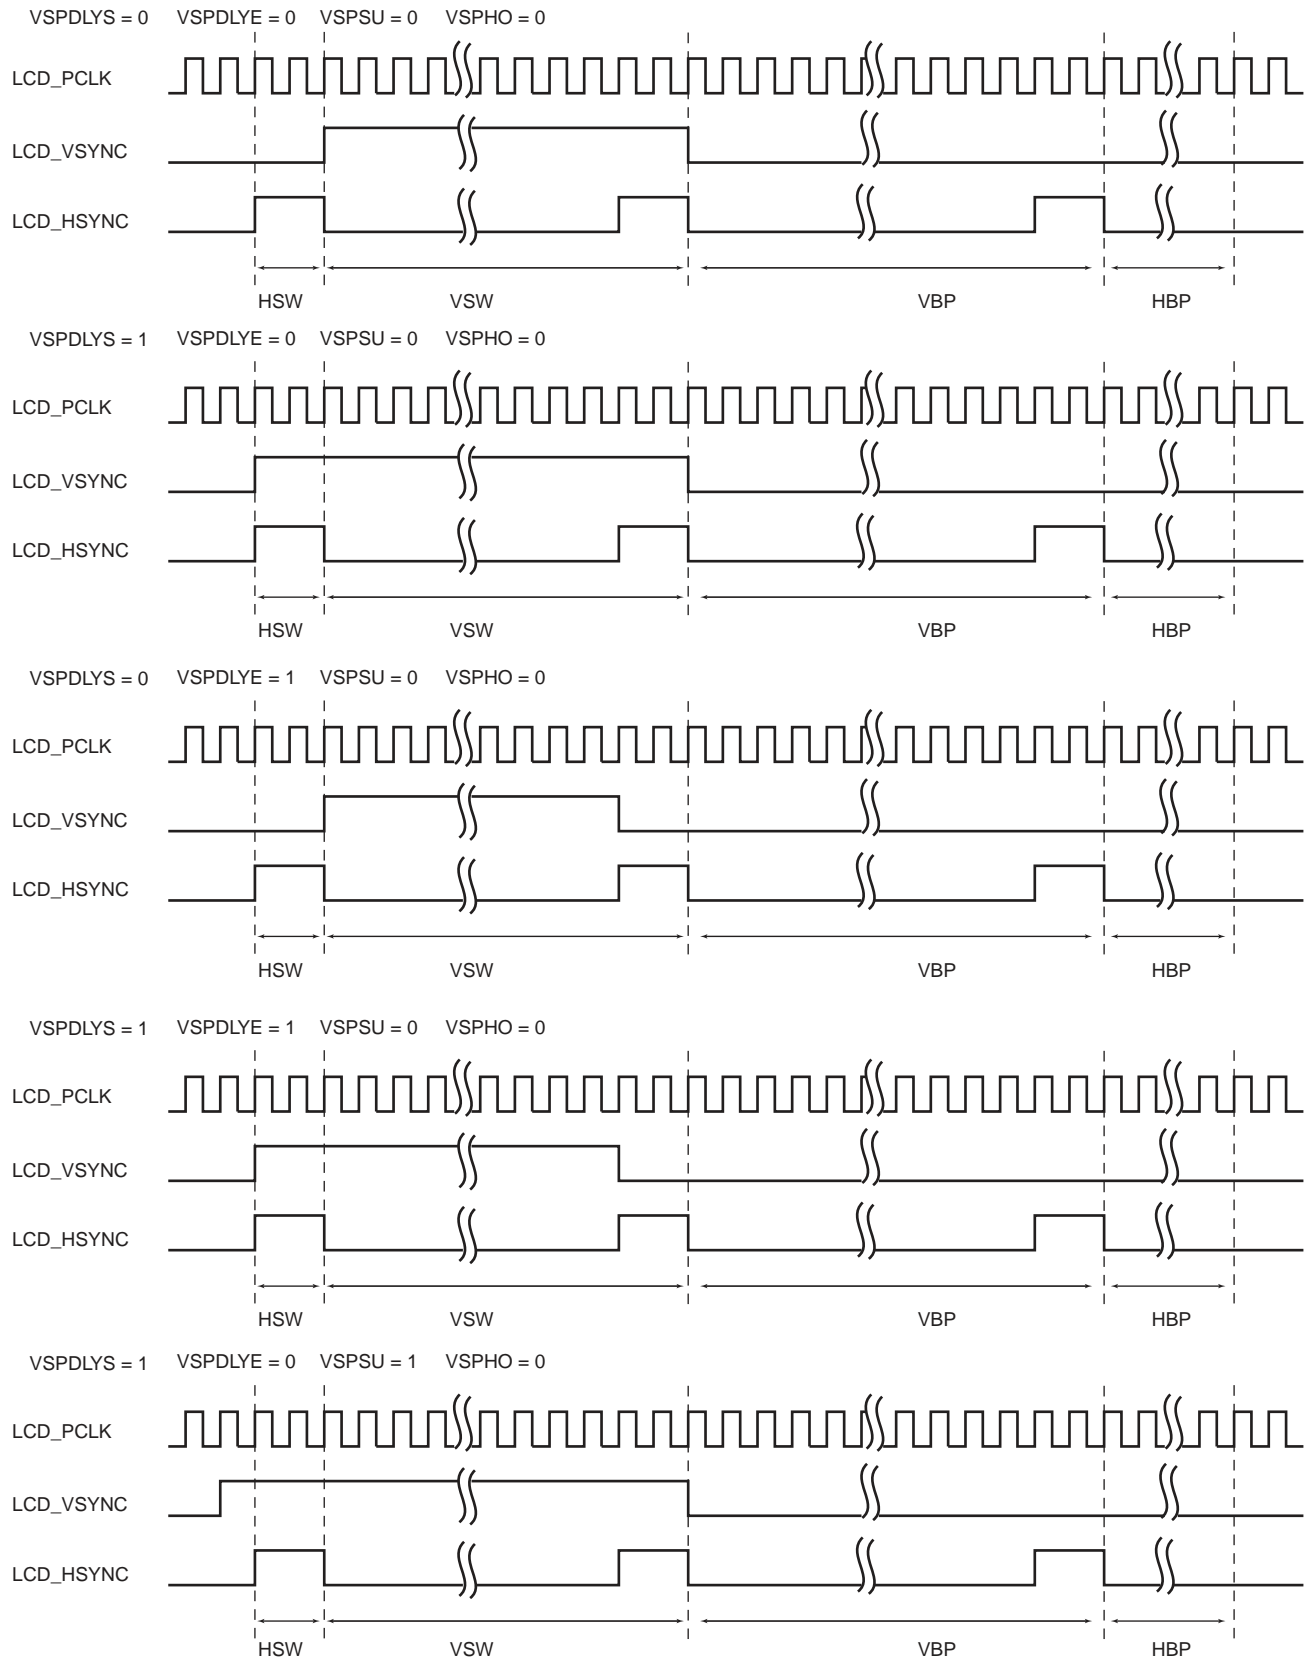 VSPDLYS = 0 VSPDLYE = 0 VSPSU = 0 VSPHO = 0
LCD_PCLK
LCD_VSYNC
LCD_HSYNC
HSW VSW VBP HBP
VSPDLYS = 1 VSPDLYE = 0 VSPSU = 0 VSPHO = 0
LCD_PCLK
LCD_VSYNC
LCD_HSYNC
HSW VSW VBP HBP
VSPDLYS = 0 VSPDLYE = 1 VSPSU = 0 VSPHO = 0
LCD_PCLK
LCD_VSYNC
LCD_HSYNC
HSW VSW VBP HBP
VSPDLYS = 1 VSPDLYE = 1 VSPSU = 0 VSPHO = 0
LCD_PCLK
LCD_VSYNC
LCD_HSYNC
HSW VSW VBP HBP
VSPDLYS = 1 VSPDLYE = 0 VSPSU = 1 VSPHO = 0
LCD_PCLK
LCD_VSYNC
LCD_HSYNC
HSW VSW VBP HBP